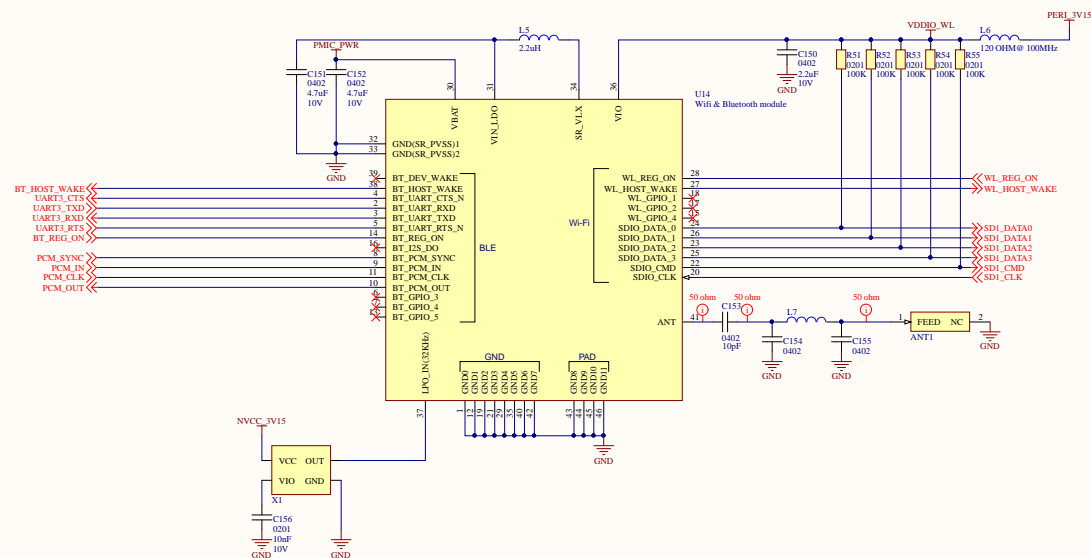 PERI_3V15
L5
2.2uH
PMIC_PWR
VDDIO_WL
L6
120 OHM@ 100MHz
C151
0402
4.7uF
10V
C152
0402
4.7uF
10V
C150
0402
2.2uF
10V
GND
R51
0201
100K
R52
0201
100K
R53
0201
100K
R54
0201
100K
R55
0201
100K
30
31
34
36
U14
Wifi & Bluetooth module
VBAT
VIN_LDO
SR_VLX
VIO
32 GND(SR_PVSS)1
33 GND(SR_PVSS)2
GND
39 BT_DEV_WAKE
BT_HOST_WAKE 38 BT_HOST_WAKE
UART3_CTS 4 BT_UART_CTS_N
UART3_TXD 2 BT_UART_RXD
UART3_RXD 3 BT_UART_TXD
UART3_RTS 5 BT_UART_RTS_N
BT_REG_ON 14 BT_REG_ON
16 BT_I2S_DO
PCM_SYNC 8 BT_PCM_SYNC
PCM_IN 9 BT_PCM_IN
PCM_CLK 11 BT_PCM_CLK
PCM_OUT 10 BT_PCM_OUT
6 BT_GPIO_3
7 BT_GPIO_4
13 BT_GPIO_5
BLE
Wi-Fi
WL_REG_ON 28 WL_REG_ON
WL_HOST_WAKE 27 WL_HOST_WAKE
WL_GPIO_1 18
WL_GPIO_2 17
WL_GPIO_4 15
SDIO_DATA_0 24 SD1_DATA0
SDIO_DATA_1 26 SD1_DATA1
SDIO_DATA_2 23 SD1_DATA2
SDIO_DATA_3 25 SD1_DATA3
SDIO_CMD 22 SD1_CMD
SDIO_CLK 20 SD1_CLK
ANT 41
50 ohm
i
C153
0402
10pF
50 ohm
i
L7
50 ohm
i
C154
0402
GND
C155
0402
GND
1 FEED NC 2
ANT1
GND
LPO_IN(32KHz)
37
GND
GND0
GND1
GND2
GND3
GND4
GND5
GND6
GND7
PAD
GND8
GND9
GND10
GND11
1
12
19
21
29
35
40
42
43
44
45
46
GND
NVCC_3V15
VCC OUT
VIO GND
X1
C156
0201
10nF
10V
GND
GND